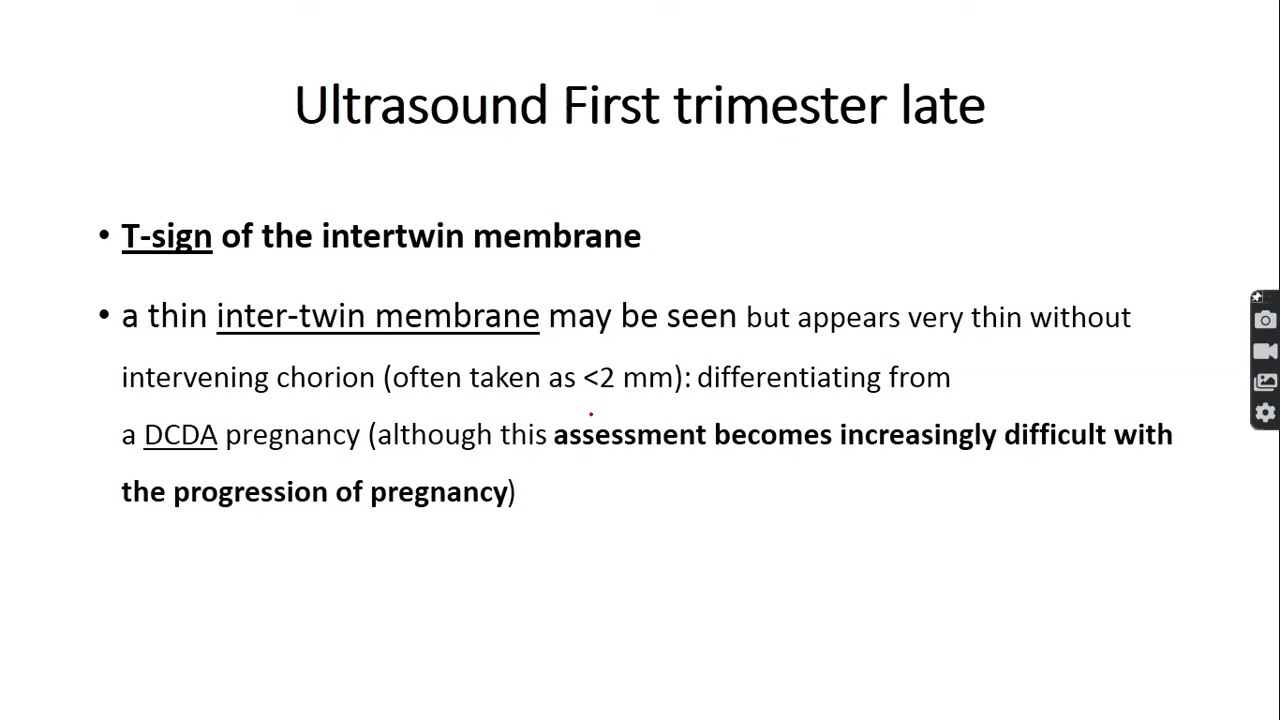 Ultrasound First trimester late
• T-sign of the intertwin membrane
• a thin inter-twin membrane may be seen but appears very thin without
intervening chorion (often taken as <2 mm): differentiating from
a DCDA pregnancy (although this assessment becomes increasingly difficult with
the progression of pregnancy)